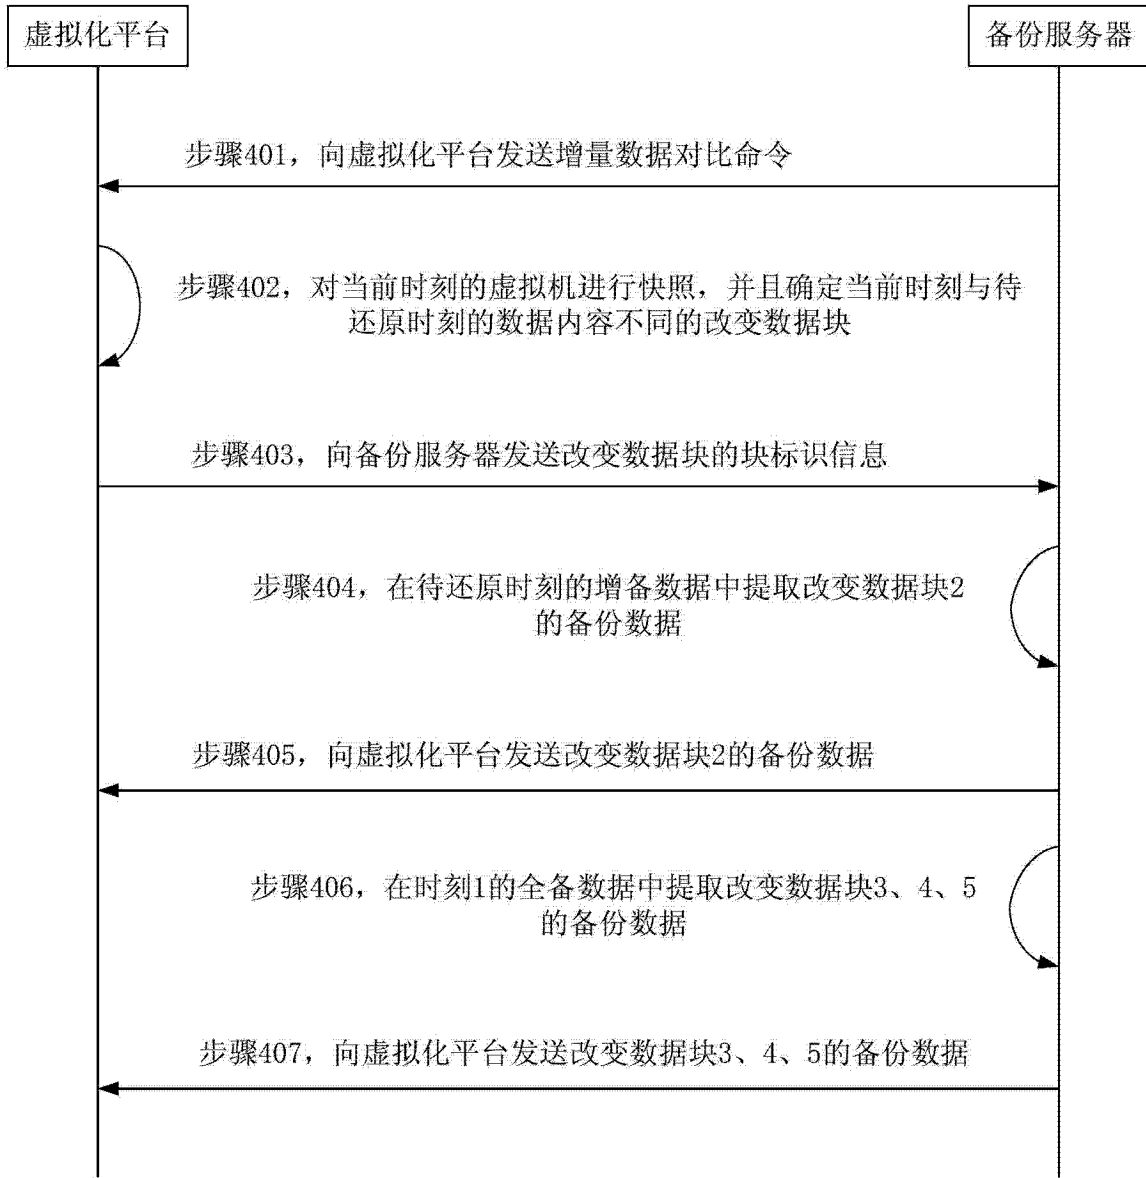 虚拟化平台
备份服务器
步骤401，向虚拟化平台发送增量数据对比命令
步骤402，对当前时刻的虚拟机进行快照，并且确定当前时刻与待
还原时刻的数据内容不同的改变数据块
步骤403，向备份服务器发送改变数据块的块标识信息
步骤404，在待还原时刻的增备数据中提取改变数据块2
的备份数据
步骤405，向虚拟化平台发送改变数据块2的备份数据
步骤406，在时刻1的全备数据中提取改变数据块3、4、5
的备份数据
步骤407，向虚拟化平台发送改变数据块3、4、5的备份数据